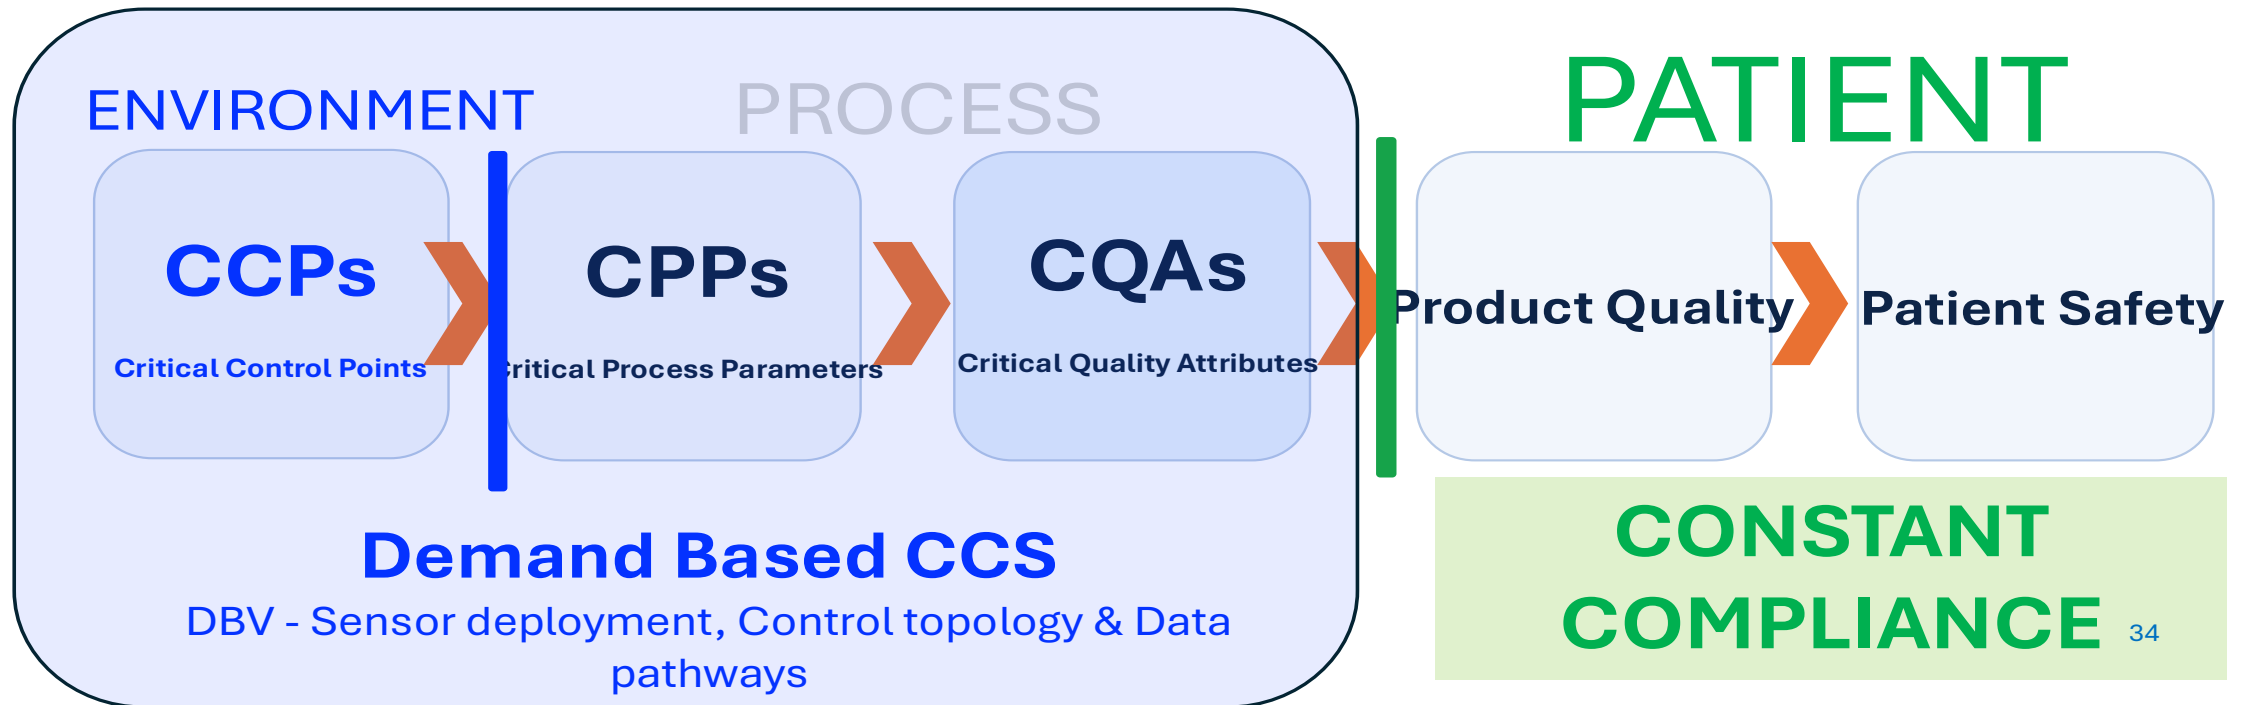 ENVIRONMENT
PROCESS
PATIENT
CCPs
Critical Control Points
CPPs
Critical Process Parameters
CQAs
Critical Quality Attributes
Product Quality
Patient Safety
Demand Based CCS
DBV - Sensor deployment, Control topology & Data
pathways
CONSTANT
COMPLIANCE
34